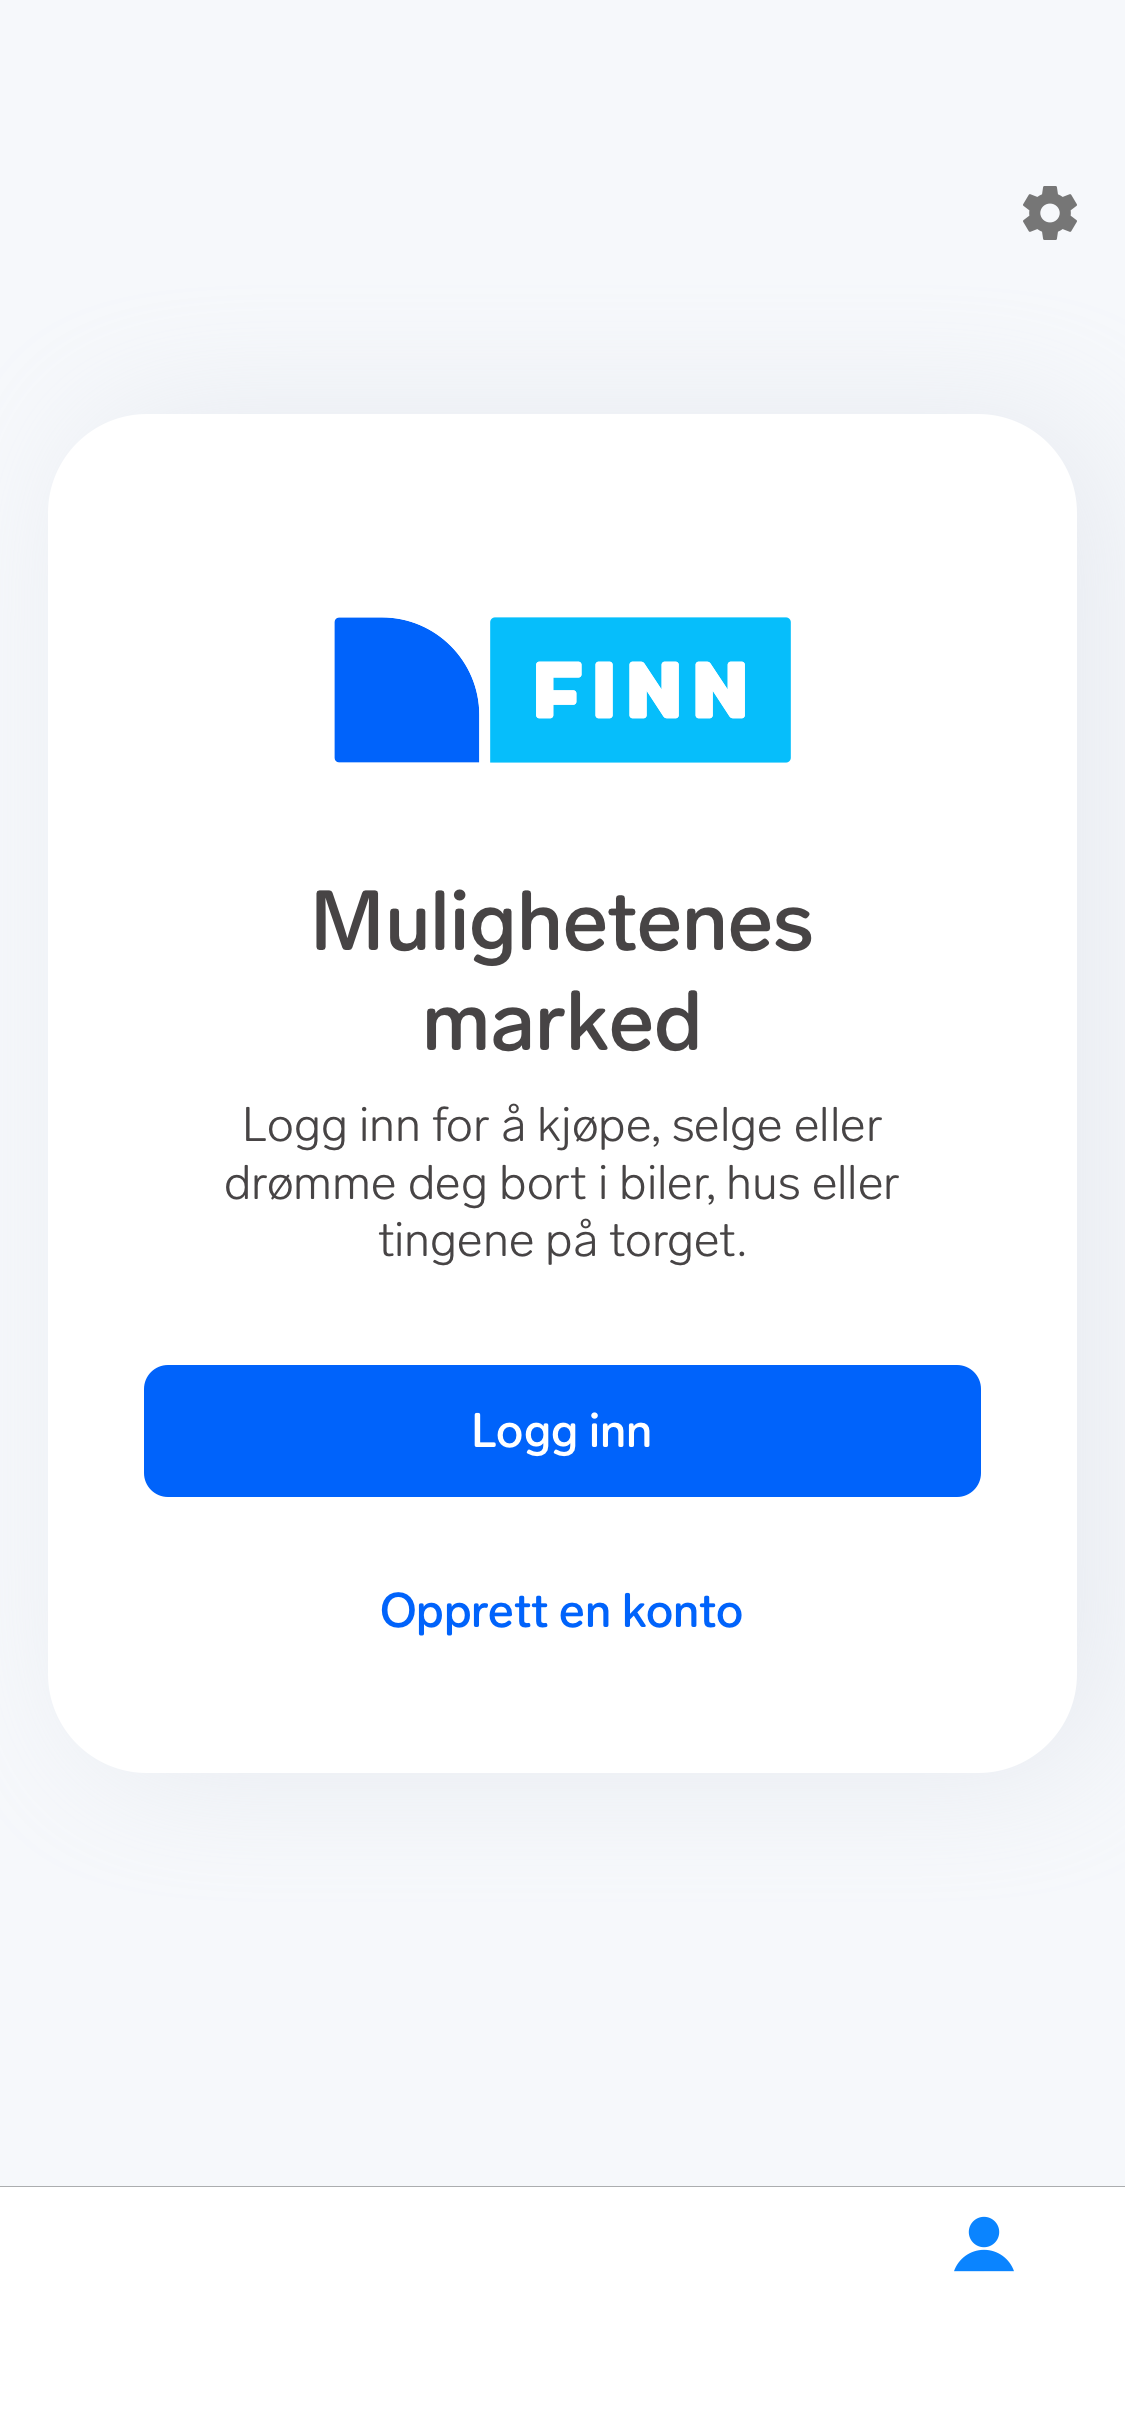 FINN
Mulighetenes
marked
Logg inn for å kjøpe, selge eller
drømme deg bort i biler, hus eller
tingene på torget.
Logg inn
Opprett en konto